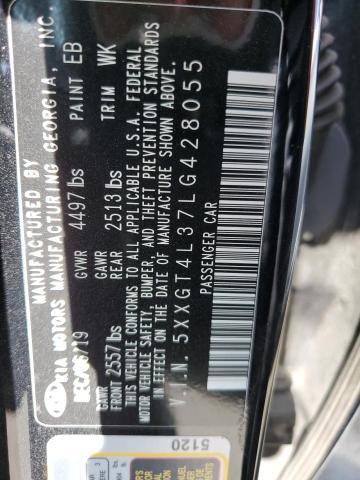 MANUFACTURED BY
KIA MOTORS MANUFACTURING GEORGIA, INC.
DEC/06/19
GVWR 4497 lbs PAINT EB
GAWR FRONT 2557 lbs GAWR REAR 2513 lbs TRIM WK
THIS VEHICLE CONFORMS TO ALL APPLICABLE U.S.A. FEDERAL
MOTOR VEHICLE SAFETY, BUMPER, AND THEFT PREVENTION STANDARDS
IN EFFECT ON THE DATE OF MANUFACTURE SHOWN ABOVE.
V.I.N. 5XXGT4L37LG428055
PASSENGER CAR
5120
3